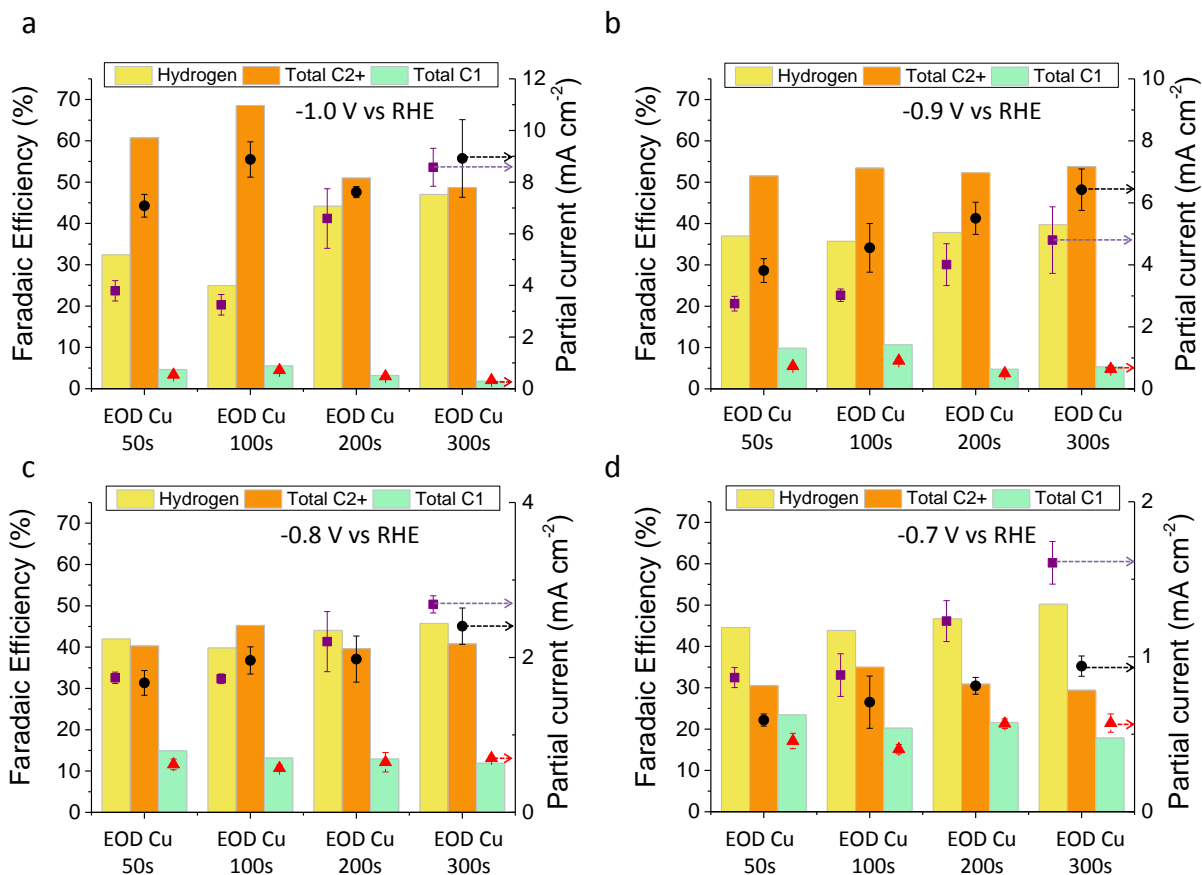 a
Hydrogen Total C2+ Total C1
-1.0 V vs RHE
Faradaic Efficiency (%)
70
60
50
40
30
20
10
0
12
10
8
6
4
2
0
Partial current (mA cm-2)
EOD Cu EOD Cu EOD Cu EOD Cu
50s 100s 200s 300s
b
Hydrogen Total C2+ Total C1
-0.9 V vs RHE
Faradaic Efficiency (%)
70
60
50
40
30
20
10
0
10
8
6
4
2
0
Partial current (mA cm-2)
EOD Cu EOD Cu EOD Cu EOD Cu
50s 100s 200s 300s
c
Hydrogen Total C2+ Total C1
-0.8 V vs RHE
Faradaic Efficiency (%)
70
60
50
40
30
20
10
0
4
2
0
Partial current (mA cm-2)
EOD Cu EOD Cu EOD Cu EOD Cu
50s 100s 200s 300s
d
Hydrogen Total C2+ Total C1
-0.7 V vs RHE
Faradaic Efficiency (%)
70
60
50
40
30
20
10
0
2
1
0
Partial current (mA cm-2)
EOD Cu EOD Cu EOD Cu EOD Cu
50s 100s 200s 300s